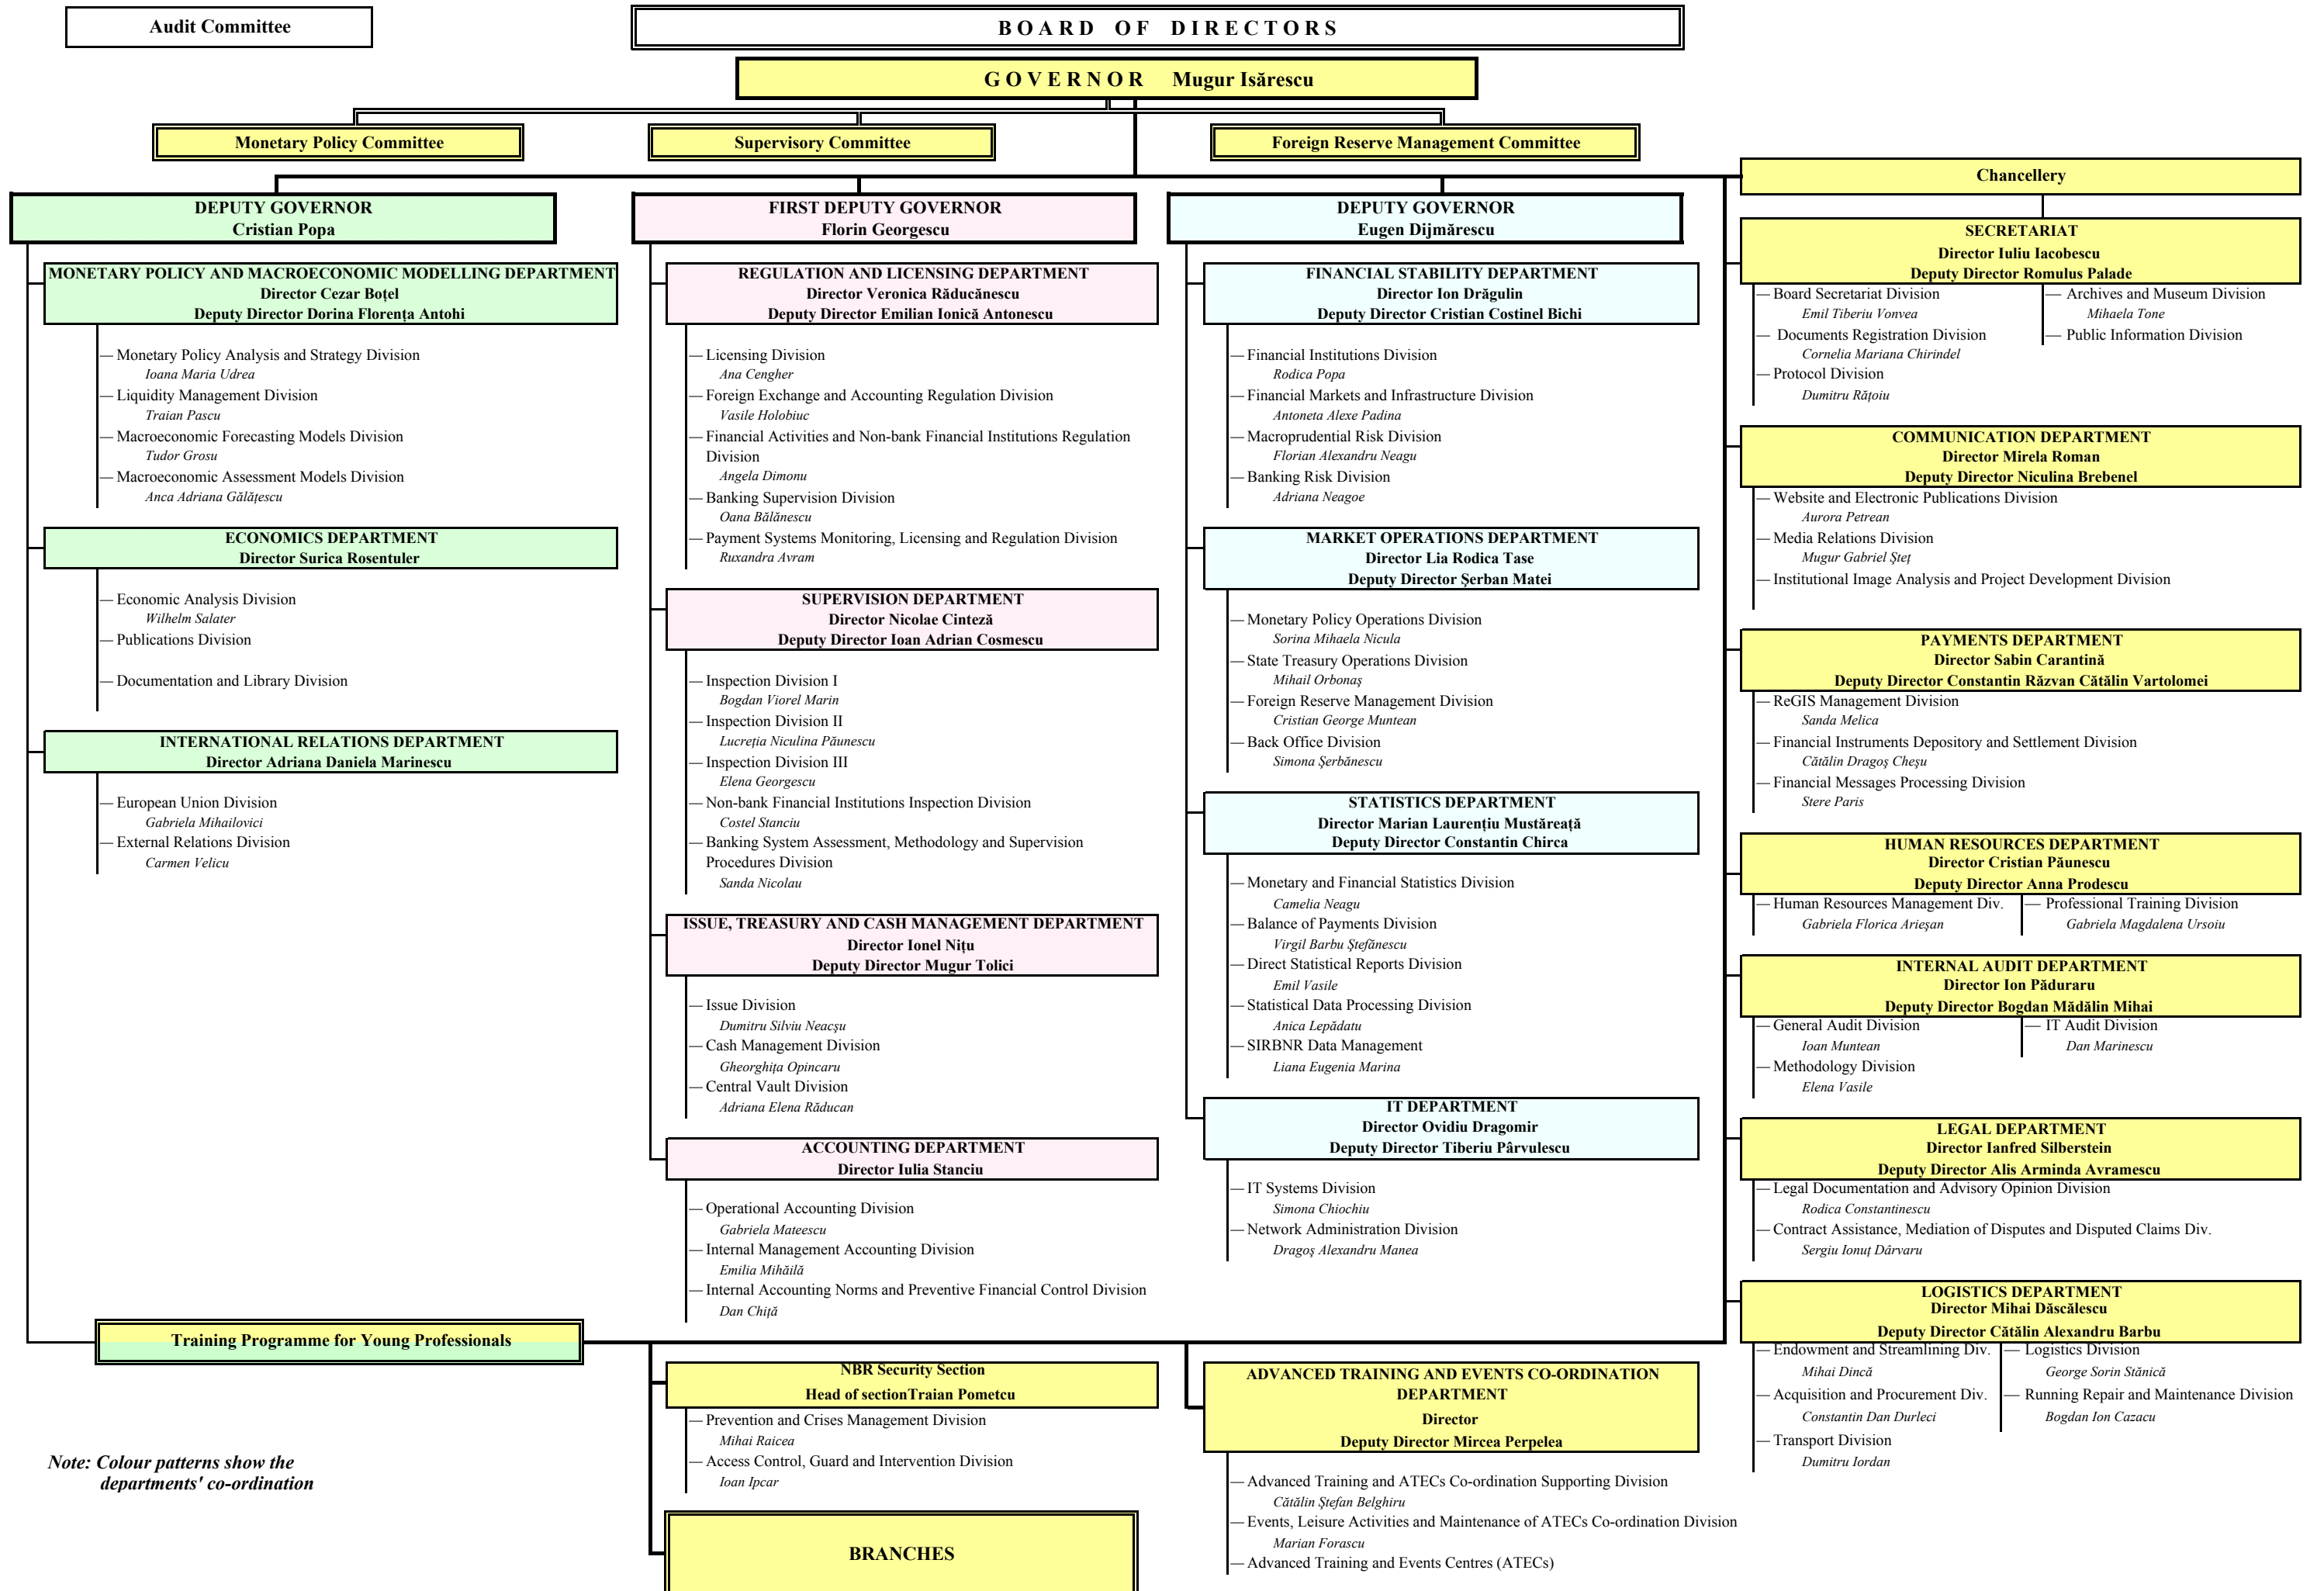 Audit Committee
BOARD OF DIRECTORS
GOVERNOR Mugur Isărescu
Monetary Policy Committee
Supervisory Committee
Foreign Reserve Management Committee
DEPUTY GOVERNOR
Cristian Popa
MONETARY POLICY AND MACROECONOMIC MODELLING DEPARTMENT
Director Cezar Boțel
Deputy Director Dorina Florența Antohi
Monetary Policy Analysis and Strategy Division
Ioana Maria Udrea
Liquidity Management Division
Traian Pascu
Macroeconomic Forecasting Models Division
Tudor Grosu
Macroeconomic Assessment Models Division
Anca Adriana Gălățescu
ECONOMICS DEPARTMENT
Director Surica Rosentuler
Economic Analysis Division
Wilhelm Salater
Publications Division
Documentation and Library Division
INTERNATIONAL RELATIONS DEPARTMENT
Director Adriana Daniela Marinescu
European Union Division
Gabriela Mihailovici
External Relations Division
Carmen Velicu
Training Programme for Young Professionals
Note: Colour patterns show the
departments' co-ordination
FIRST DEPUTY GOVERNOR
Florin Georgescu
REGULATION AND LICENSING DEPARTMENT
Director Veronica Răducănescu
Deputy Director Emilian Ionică Antonescu
Licensing Division
Ana Cengher
Foreign Exchange and Accounting Regulation Division
Vasile Holobiuc
Financial Activities and Non-bank Financial Institutions Regulation
Division
Angela Dimonu
Banking Supervision Division
Oana Bălănescu
Payment Systems Monitoring, Licensing and Regulation Division
Ruxandra Avram
SUPERVISION DEPARTMENT
Director Nicolae Cinteză
Deputy Director Ioan Adrian Cosmescu
Inspection Division I
Bogdan Viorel Marin
Inspection Division II
Lucreția Niculina Păunescu
Inspection Division III
Elena Georgescu
Non-bank Financial Institutions Inspection Division
Costel Stanciu
Banking System Assessment, Methodology and Supervision
Procedures Division
Sanda Nicolau
ISSUE, TREASURY AND CASH MANAGEMENT DEPARTMENT
Director Ionel Nițu
Deputy Director Mugur Tolici
Issue Division
Dumitru Silviu Neacșu
Cash Management Division
Gheorghița Opincaru
Central Vault Division
Adriana Elena Răducan
ACCOUNTING DEPARTMENT
Director Iulia Stanciu
Operational Accounting Division
Gabriela Mateescu
Internal Management Accounting Division
Emilia Mihăilă
Internal Accounting Norms and Preventive Financial Control Division
Dan Chiță
NBR Security Section
Head of sectionTraian Pometcu
Prevention and Crises Management Division
Mihai Raicea
Access Control, Guard and Intervention Division
Ioan Ipcar
BRANCHES
DEPUTY GOVERNOR
Eugen Dijmărescu
FINANCIAL STABILITY DEPARTMENT
Director Ion Drăgulin
Deputy Director Cristian Costinel Bichi
Financial Institutions Division
Rodica Popa
Financial Markets and Infrastructure Division
Antoneta Alexe Padina
Macroprudential Risk Division
Florian Alexandru Neagu
Banking Risk Division
Adriana Neagoe
MARKET OPERATIONS DEPARTMENT
Director Lia Rodica Tase
Deputy Director Șerban Matei
Monetary Policy Operations Division
Sorina Mihaela Nicula
State Treasury Operations Division
Mihail Orbonaș
Foreign Reserve Management Division
Cristian George Muntean
Back Office Division
Simona Șerbănescu
STATISTICS DEPARTMENT
Director Marian Laurențiu Mustăreață
Deputy Director Constantin Chirca
Monetary and Financial Statistics Division
Camelia Neagu
Balance of Payments Division
Virgil Barbu Ștefănescu
Direct Statistical Reports Division
Emil Vasile
Statistical Data Processing Division
Anica Lepădatu
SIRBNR Data Management
Liana Eugenia Marina
IT DEPARTMENT
Director Ovidiu Dragomir
Deputy Director Tiberiu Pârvulescu
IT Systems Division
Simona Chiochiu
Network Administration Division
Dragoș Alexandru Manea
ADVANCED TRAINING AND EVENTS CO-ORDINATION
DEPARTMENT
Director
Deputy Director Mircea Perpelea
Advanced Training and ATECs Co-ordination Supporting Division
Cătălin Ștefan Belghiru
Events, Leisure Activities and Maintenance of ATECs Co-ordination Division
Marian Forascu
Advanced Training and Events Centres (ATECs)
Chancellery
SECRETARIAT
Director Iuliu Iacobescu
Deputy Director Romulus Palade
Board Secretariat Division
Emil Tiberiu Vonvea
Documents Registration Division
Cornelia Mariana Chirindel
Protocol Division
Dumitru Rățoiu
Archives and Museum Division
Mihaela Tone
Public Information Division
COMMUNICATION DEPARTMENT
Director Mirela Roman
Deputy Director Niculina Brebenel
Website and Electronic Publications Division
Aurora Petrean
Media Relations Division
Mugur Gabriel Șteț
Institutional Image Analysis and Project Development Division
PAYMENTS DEPARTMENT
Director Sabin Carantină
Deputy Director Constantin Răzvan Cătălin Vartolomei
ReGIS Management Division
Sanda Melica
Financial Instruments Depository and Settlement Division
Cătălin Dragoș Cheșu
Financial Messages Processing Division
Stere Paris
HUMAN RESOURCES DEPARTMENT
Director Cristian Păunescu
Deputy Director Anna Prodescu
Human Resources Management Div.
Gabriela Florica Arieșan
Professional Training Division
Gabriela Magdalena Ursoiu
INTERNAL AUDIT DEPARTMENT
Director Ion Păduraru
Deputy Director Bogdan Mădălin Mihai
General Audit Division
Ioan Muntean
Methodology Division
Elena Vasile
IT Audit Division
Dan Marinescu
LEGAL DEPARTMENT
Director Ianfred Silberstein
Deputy Director Alis Arminda Avramescu
Legal Documentation and Advisory Opinion Division
Rodica Constantinescu
Contract Assistance, Mediation of Disputes and Disputed Claims Div.
Sergiu Ionuț Dârvaru
LOGISTICS DEPARTMENT
Director Mihai Dăscălescu
Deputy Director Cătălin Alexandru Barbu
Endowment and Streamlining Div.
Mihai Dincă
Acquisition and Procurement Div.
Constantin Dan Durleci
Transport Division
Dumitru Iordan
Logistics Division
George Sorin Stănică
Running Repair and Maintenance Division
Bogdan Ion Cazacu